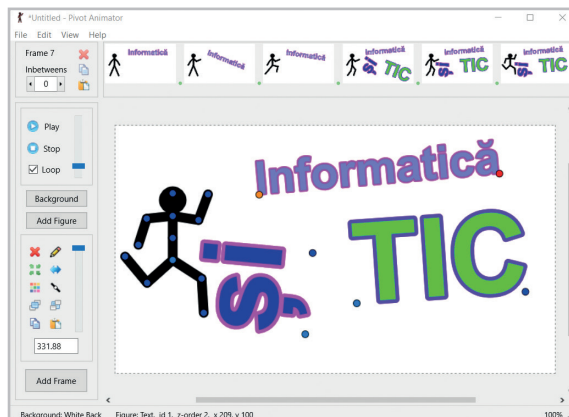 *Untitled - Pivot Animator
File Edit View Help
Frame 7
Inbetweens
0
Informatică
Informatică
Informatică
Informatică
și TIC
Informatică
și TIC
Informatică
și TIC
Play
Stop
Loop
Background
Add Figure
331.88
Add Frame
Informatică
și TIC
Background: White Back Figure: Text, id 1, z-order 2, x 209, y 100 100%